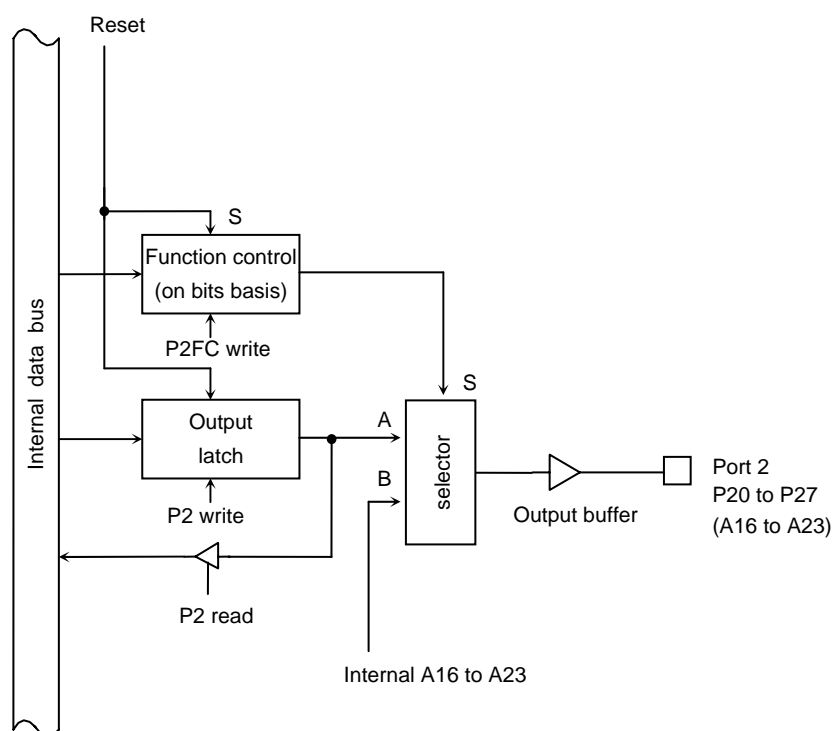 Reset
S
Function control
(on bits basis)
P2FC write
Internal data bus
Output
latch
P2 write
P2 read
A
B
S
selector
Output buffer
Port 2
P20 to P27
(A16 to A23)
Internal A16 to A23